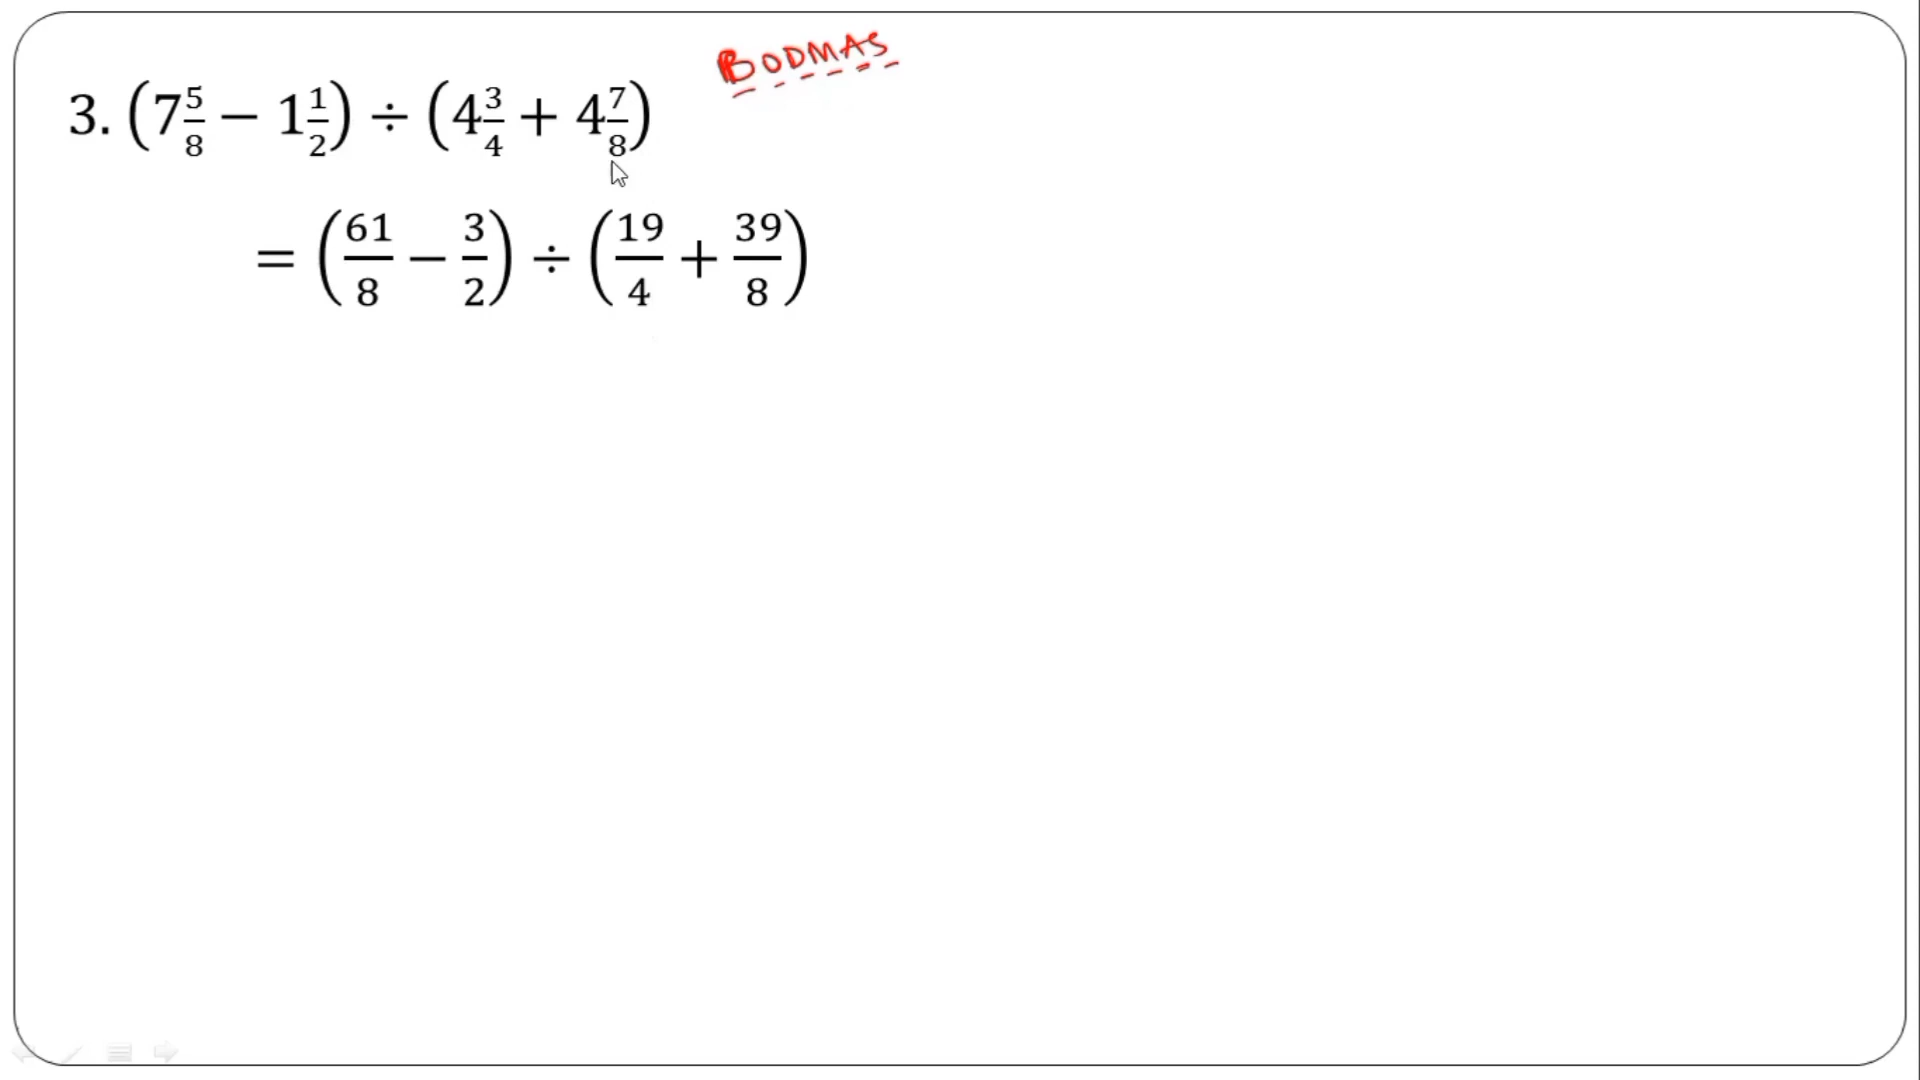 BODMAS
3. (7 5/8 − 1 1/2) ÷ (4 3/4 + 4 7/8)
= (61/8 − 3/2) ÷ (19/4 + 39/8)